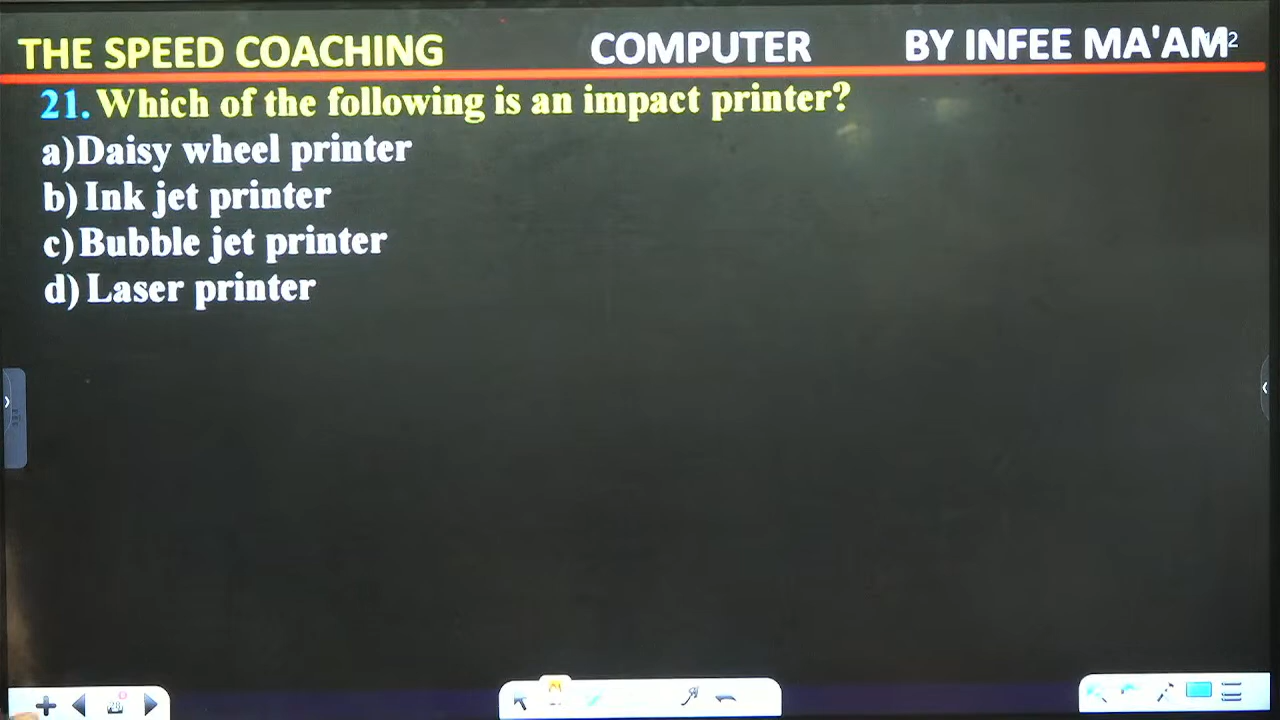 THE SPEED COACHING COMPUTER BY INFEE MA'AM
21. Which of the following is an impact printer?
a)Daisy wheel printer
b) Ink jet printer
c)Bubble jet printer
d) Laser printer